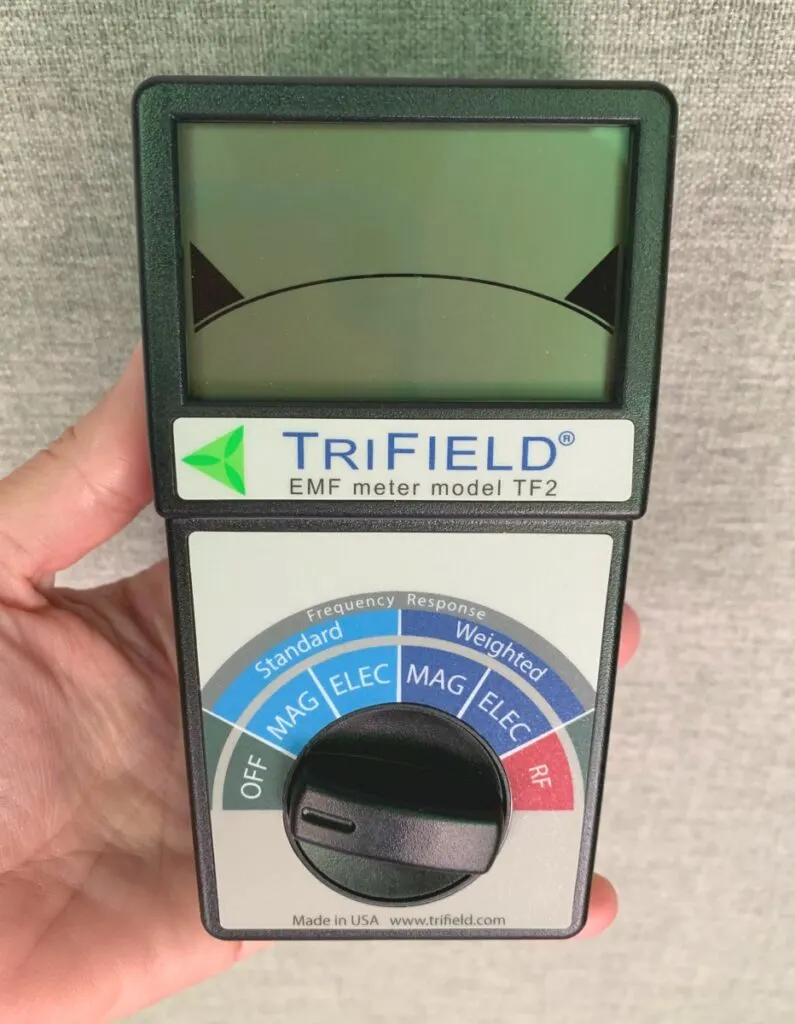 TRIFIELD®
EMF meter model TF2
Frequency Response
Standard Weighted
OFF MAG ELEC MAG ELEC RF
Made in USA www.trifield.com